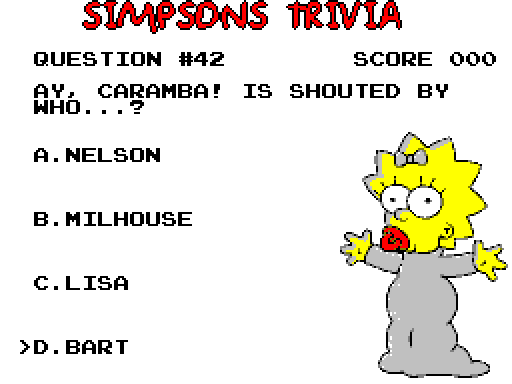 SIMPSONS TRIVIA
QUESTION #42 SCORE 000
AY, CARAMBA! IS SHOUTED BY
WHO...?
A.NELSON
B.MILHOUSE
C.LISA
>D.BART